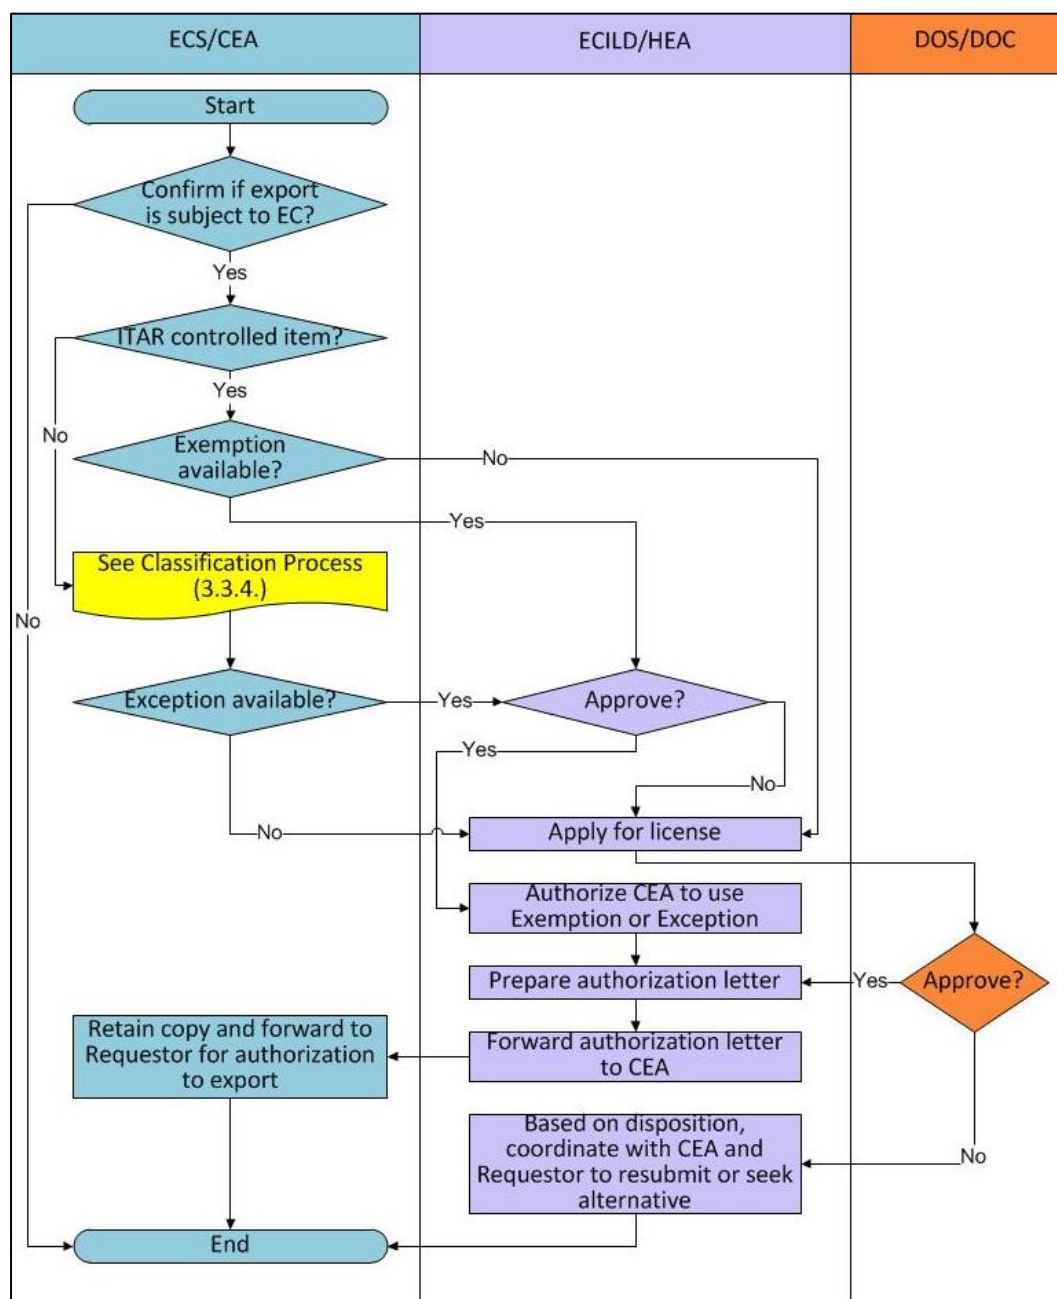 ECS/CEA
ECILD/HEA
DOS/DOC
Start
Confirm if export
is subject to EC?
Yes
ITAR controlled item?
Yes
No
Exemption
available?
No
Yes
See Classification Process
(3.3.4.)
No
Exception available?
Yes
Approve?
Yes
No
No
Apply for license
Authorize CEA to use
Exemption or Exception
Prepare authorization letter
Yes
Approve?
Retain copy and forward to
Requestor for authorization
to export
Forward authorization letter
to CEA
Based on disposition,
coordinate with CEA and
Requestor to resubmit or seek
alternative
No
End